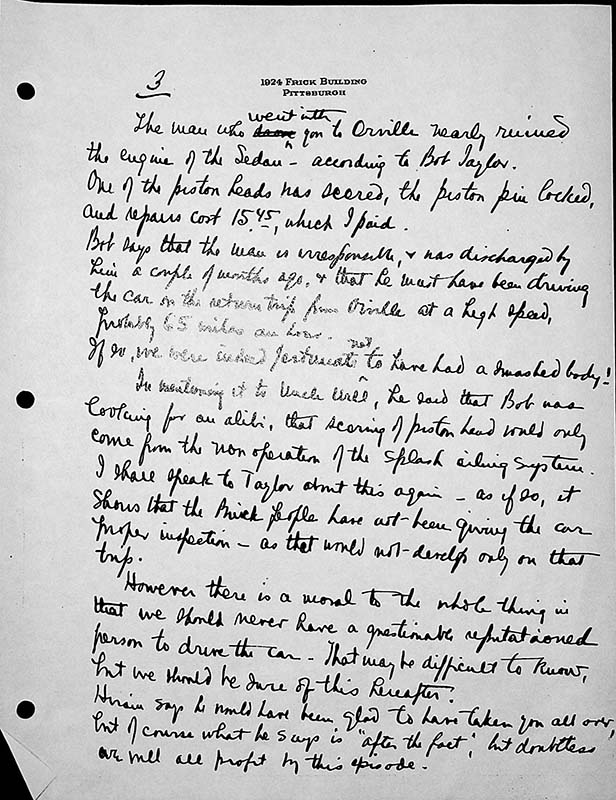 3
1924 FRICK BUILDING
PITTSBURGH
The man who went with you to Orville nearly ruined
the engine of the Sedan - according to Bob Taylor.
One of the piston heads was scored, the piston pin locked,
and repairs cost 15.45, which I paid.
Bob says that the man is irresponsible, & was discharged by
him a couple of months ago, & that he must have been driving
the car on the return trip from Orville at a high speed,
probably 65 miles an hour.
If so, we were indeed fortunate not to have had a smashed body!
In mentioning it to Uncle Will, he said that Bob was
looking for an alibi, that scoring of piston head would only
come from the non operation of the splash oiling system.
I shall speak to Taylor about this again - as if so, it
shows that the Buick people have not been giving the car
proper inspection - as that would not develop only on that
trip.
However there is a moral to the whole thing in
that we should never have a questionable reputationed
person to drive the car - That may be difficult to know,
but we should be sure of this hereafter.
Hiram says he would have been glad to have taken you all over,
but of course what he says is "after the fact", but doubtless
we will all profit by this episode.